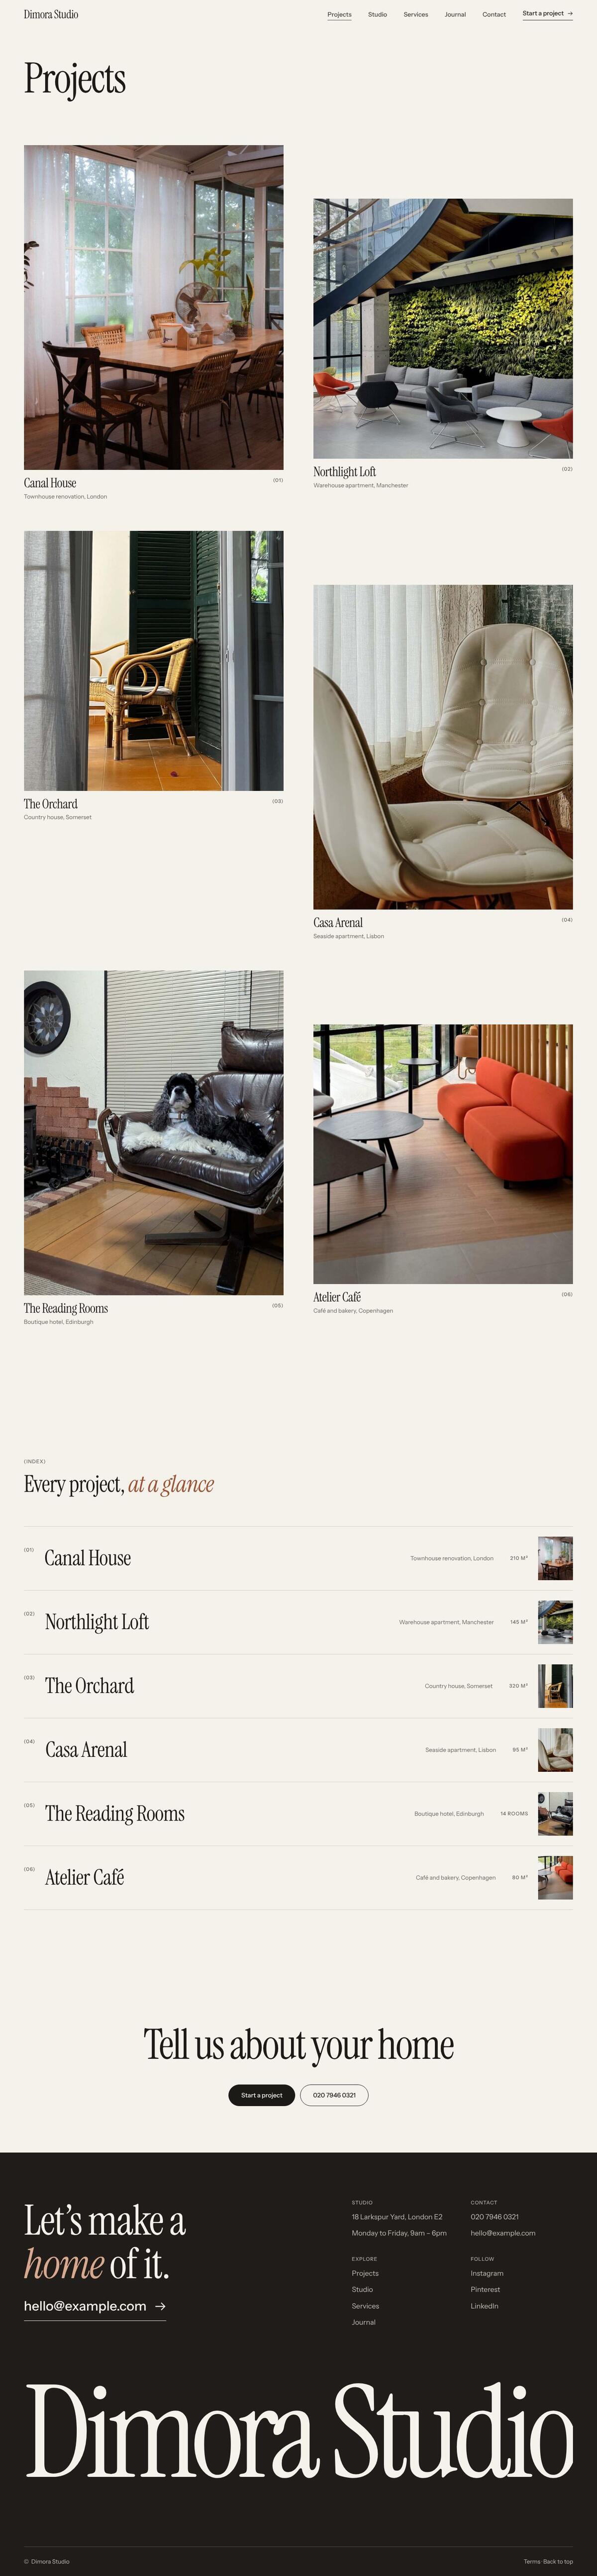 Dimora Studio
Projects
Studio
Services
Journal
Contact
Start a project →
Projects
Canal House
(01)
Townhouse renovation, London
Northlight Loft
(02)
Warehouse apartment, Manchester
The Orchard
(03)
Country house, Somerset
Casa Arenal
(04)
Seaside apartment, Lisbon
The Reading Rooms
(05)
Boutique hotel, Edinburgh
Atelier Café
(06)
Café and bakery, Copenhagen
(INDEX)
Every project, at a glance
(01) Canal House Townhouse renovation, London 210 M²
(02) Northlight Loft Warehouse apartment, Manchester 145 M²
(03) The Orchard Country house, Somerset 320 M²
(04) Casa Arenal Seaside apartment, Lisbon 95 M²
(05) The Reading Rooms Boutique hotel, Edinburgh 14 ROOMS
(06) Atelier Café Café and bakery, Copenhagen 80 M²
Tell us about your home
Start a project
020 7946 0321
Let's make a
home of it.
hello@example.com →
STUDIO
18 Larkspur Yard, London E2
Monday to Friday, 9am – 6pm
CONTACT
020 7946 0321
hello@example.com
EXPLORE
Projects
Studio
Services
Journal
FOLLOW
Instagram
Pinterest
LinkedIn
Dimora Studio
© Dimora Studio
Terms · Back to top